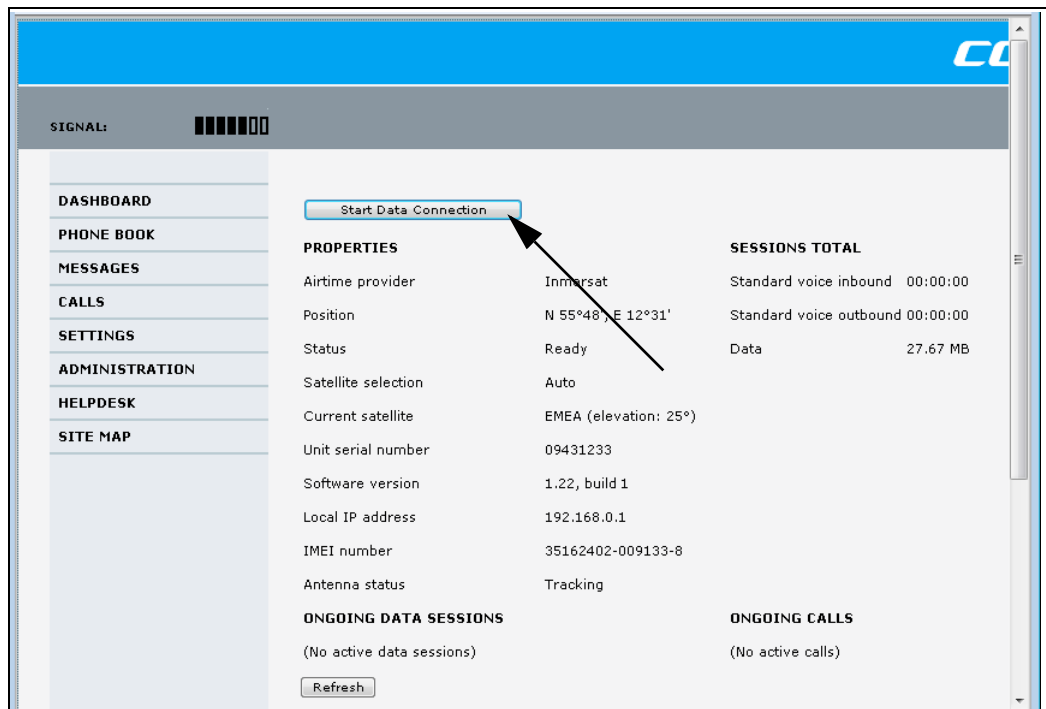 CO
SIGNAL:
DASHBOARD
PHONE BOOK
MESSAGES
CALLS
SETTINGS
ADMINISTRATION
HELPDESK
SITE MAP
Start Data Connection
PROPERTIES
Airtime provider Inmarsat
Position N 55°48', E 12°31'
Status Ready
Satellite selection Auto
Current satellite EMEA (elevation: 25°)
Unit serial number 09431233
Software version 1.22, build 1
Local IP address 192.168.0.1
IMEI number 35162402-009133-8
Antenna status Tracking
SESSIONS TOTAL
Standard voice inbound 00:00:00
Standard voice outbound 00:00:00
Data 27.67 MB
ONGOING DATA SESSIONS
(No active data sessions)
Refresh
ONGOING CALLS
(No active calls)